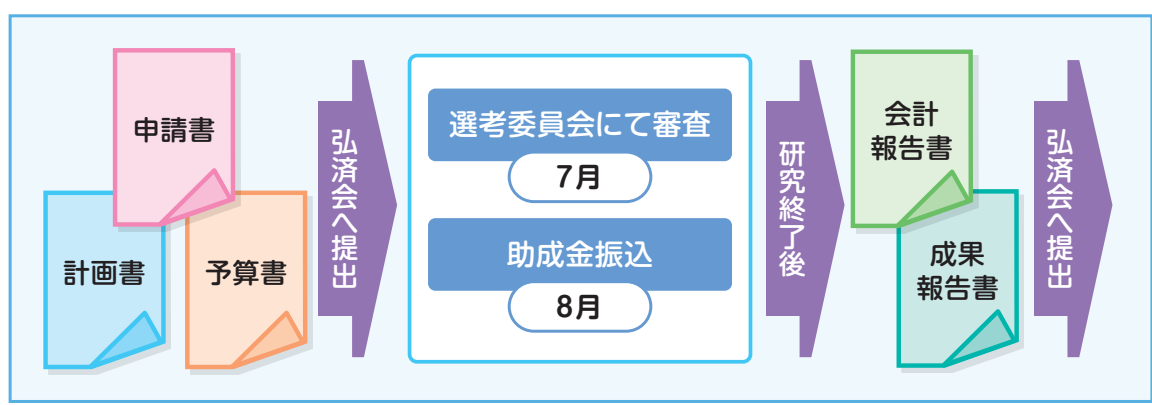 申請書
計画書
予算書
弘済会へ提出
選考委員会にて審査
7月
助成金振込
8月
研究終了後
会計
報告書
成果
報告書
弘済会へ提出